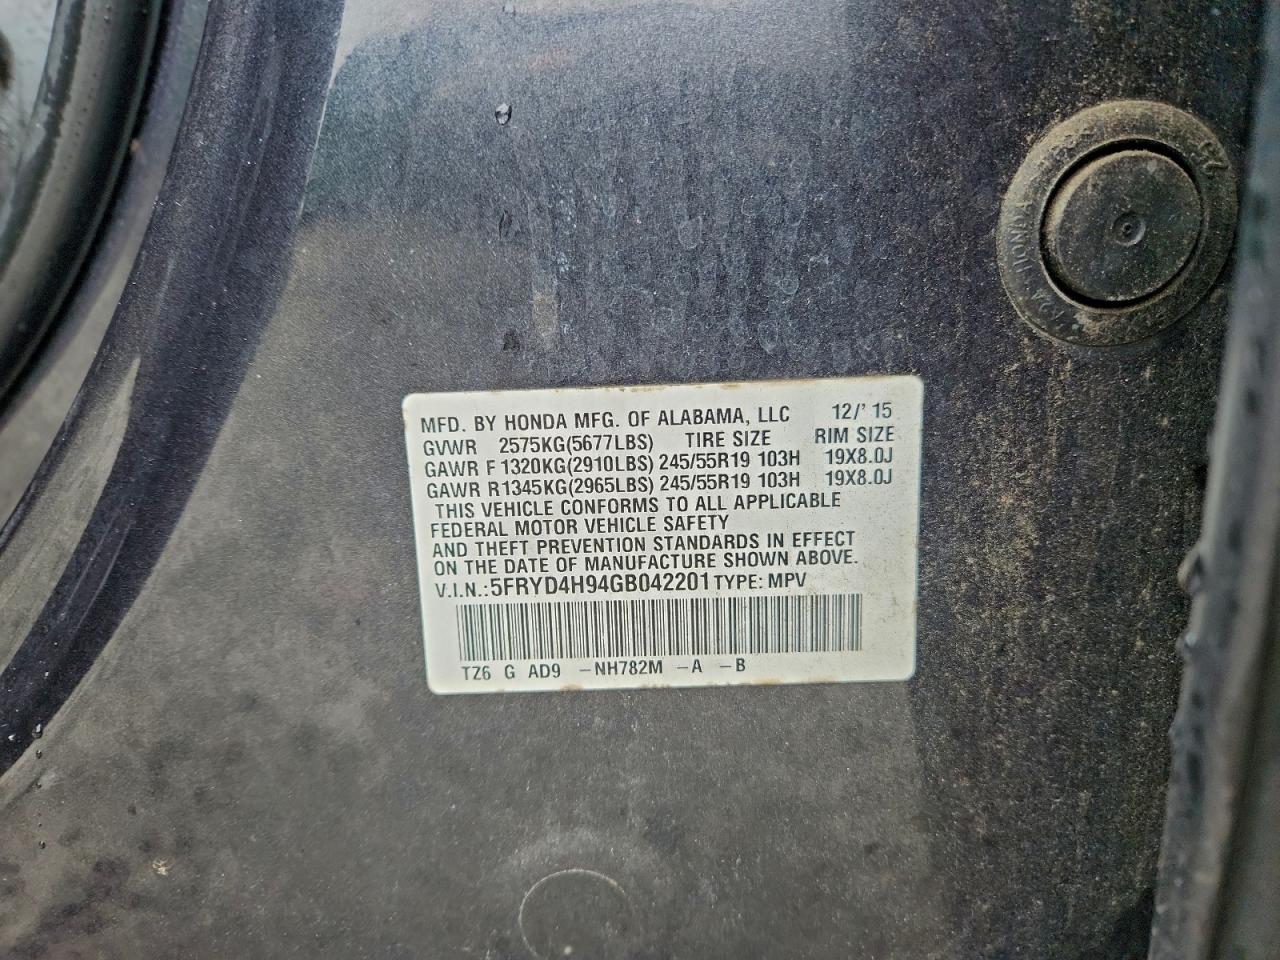 MFD. BY HONDA MFG. OF ALABAMA, LLC 12/'15
GVWR 2575KG(5677LBS) TIRE SIZE RIM SIZE
GAWR F 1320KG(2910LBS) 245/55R19 103H 19X8.0J
GAWR R 1345KG(2965LBS) 245/55R19 103H 19X8.0J
THIS VEHICLE CONFORMS TO ALL APPLICABLE
FEDERAL MOTOR VEHICLE SAFETY
AND THEFT PREVENTION STANDARDS IN EFFECT
ON THE DATE OF MANUFACTURE SHOWN ABOVE.
V.I.N.:5FRYD4H94GB042201 TYPE: MPV
TZ6 G AD9 -NH782M -A -B